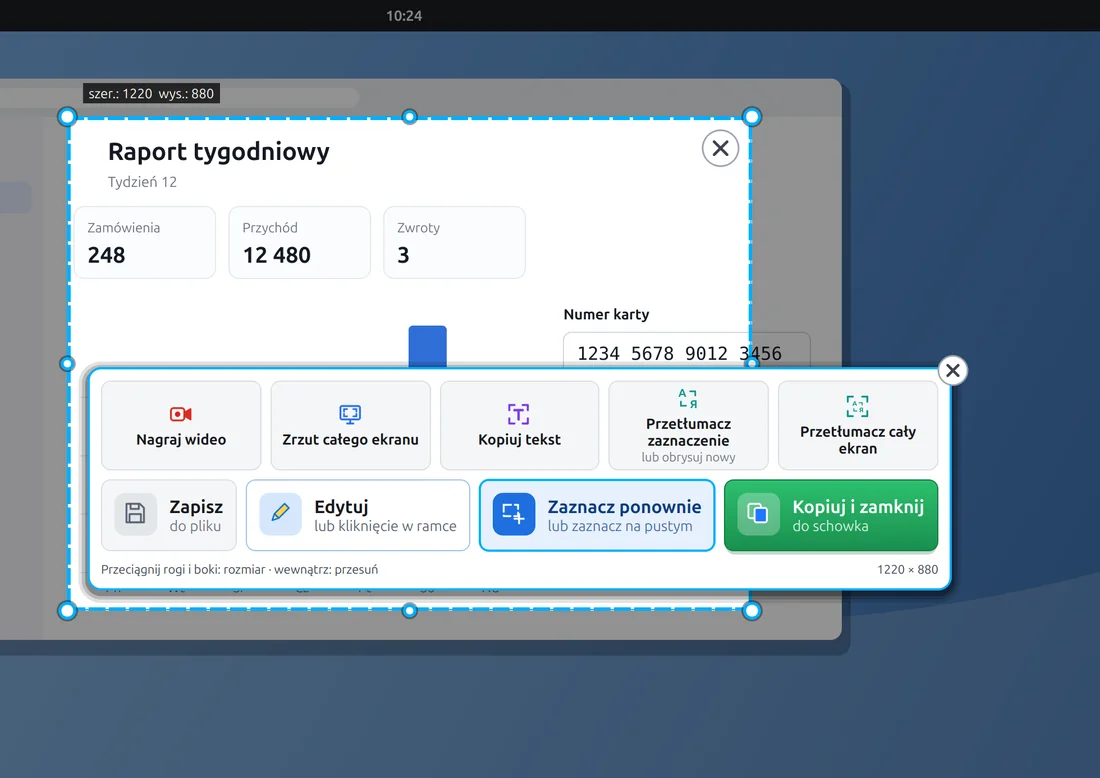 10:24
szer.: 1220 wys.: 880
Raport tygodniowy
Tydzień 12
Zamówienia
248
Przychód
12 480
Zwroty
3
Numer karty
1234 5678 9012 3456
Nagraj wideo
Zrzut całego ekranu
Kopiuj tekst
Przetłumacz
zaznaczenie
lub obrysuj nowy
Przetłumacz cały
ekran
Zapisz
do pliku
Edytuj
lub kliknięcie w ramce
Zaznacz ponownie
lub zaznacz na pustym
Kopiuj i zamknij
do schowka
Przeciągnij rogi i boki: rozmiar · wewnątrz: przesuń
1220 × 880